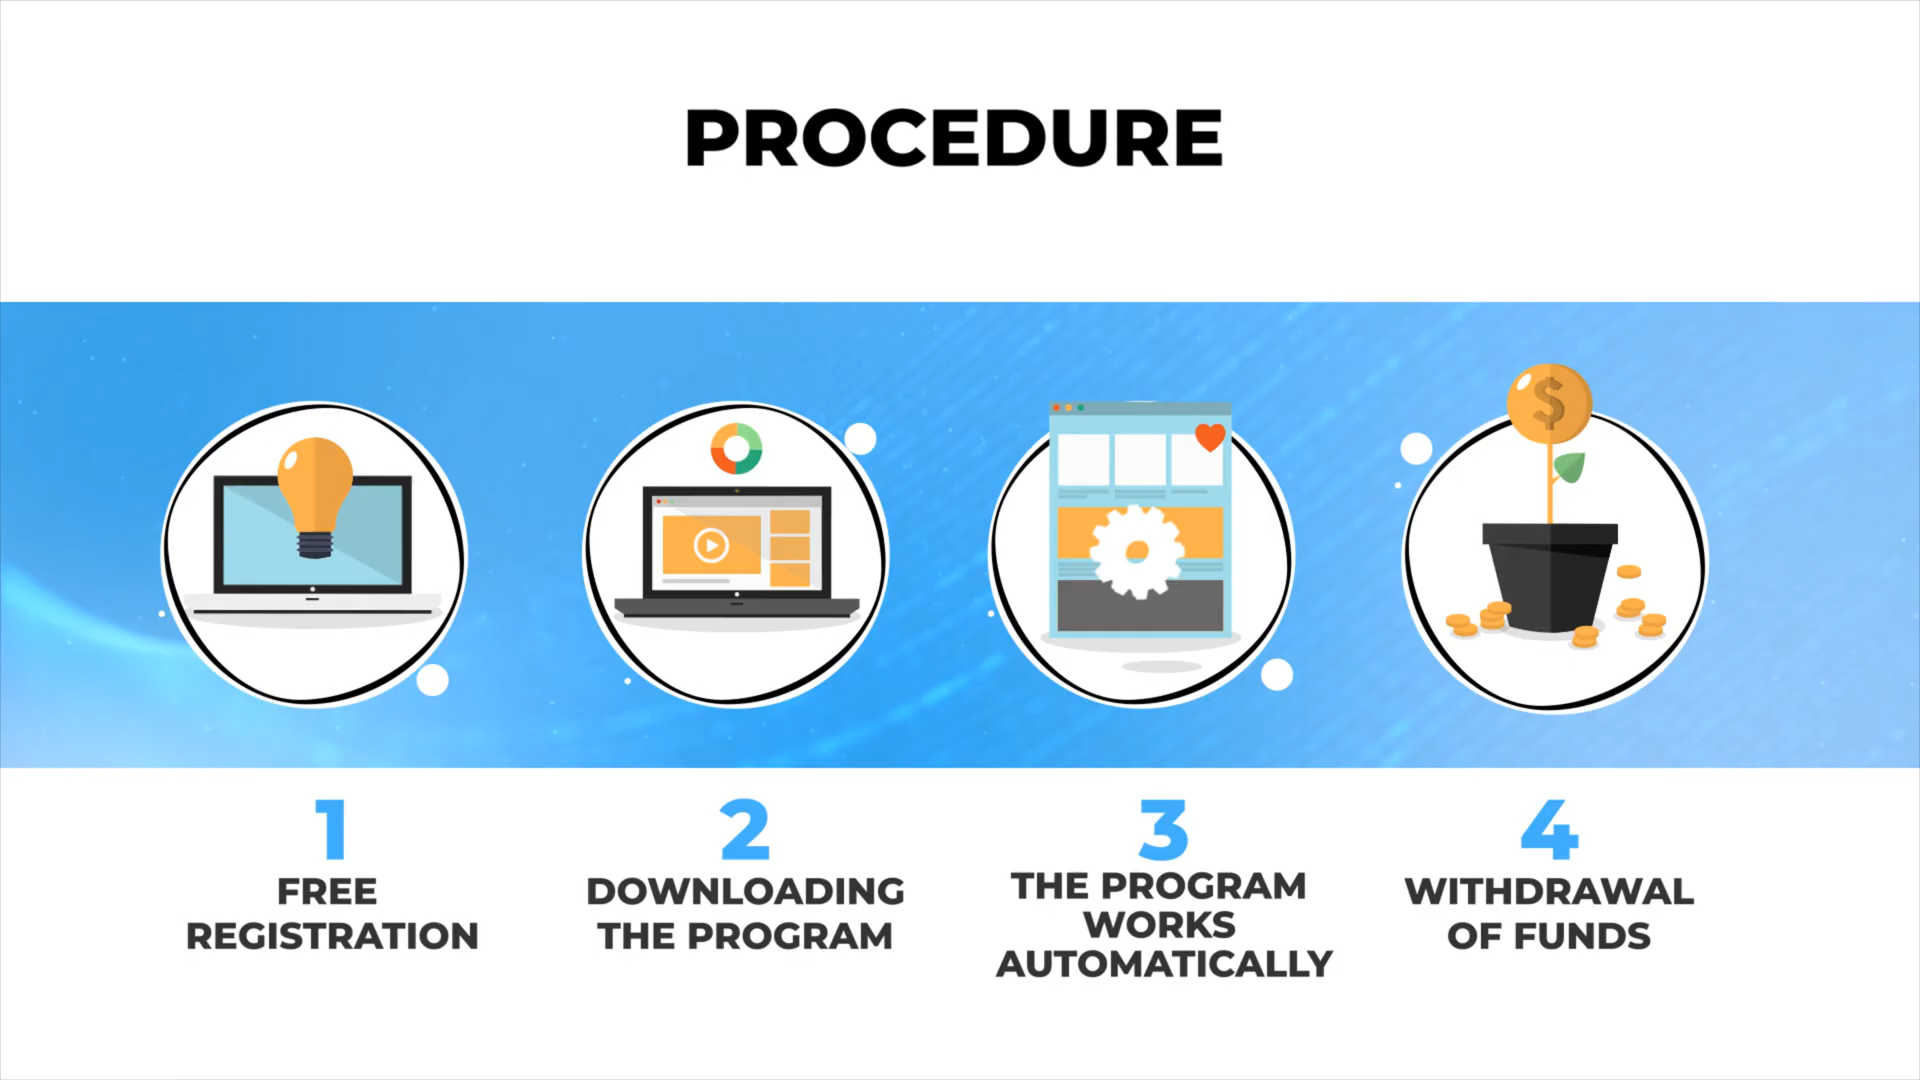 PROCEDURE
1
FREE
REGISTRATION
2
DOWNLOADING
THE PROGRAM
3
THE PROGRAM
WORKS
AUTOMATICALLY
4
WITHDRAWAL
OF FUNDS